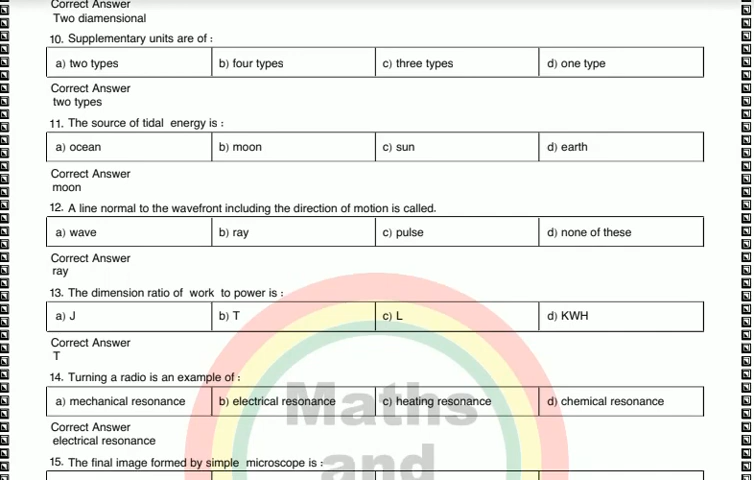 Correct Answer
Two diamensional
10. Supplementary units are of :
a) two types b) four types c) three types d) one type
Correct Answer
two types
11. The source of tidal energy is :
a) ocean b) moon c) sun d) earth
Correct Answer
moon
12. A line normal to the wavefront including the direction of motion is called.
a) wave b) ray c) pulse d) none of these
Correct Answer
ray
13. The dimension ratio of work to power is :
a) J b) T c) L d) KWH
Correct Answer
T
14. Turning a radio is an example of :
a) mechanical resonance b) electrical resonance c) heating resonance d) chemical resonance
Maths
Correct Answer
electrical resonance
and
15. The final image formed by simple microscope is :